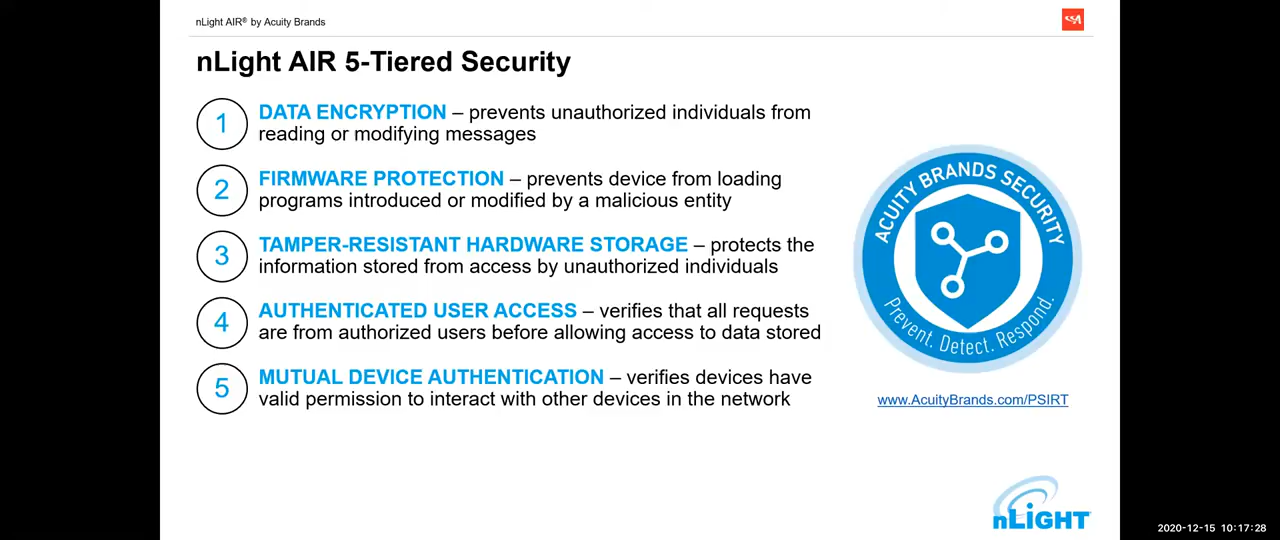 nLight AIR® by Acuity Brands
nLight AIR 5-Tiered Security
1
DATA ENCRYPTION – prevents unauthorized individuals from
reading or modifying messages
2
FIRMWARE PROTECTION – prevents device from loading
programs introduced or modified by a malicious entity
3
TAMPER-RESISTANT HARDWARE STORAGE – protects the
information stored from access by unauthorized individuals
4
AUTHENTICATED USER ACCESS – verifies that all requests
are from authorized users before allowing access to data stored
5
MUTUAL DEVICE AUTHENTICATION – verifies devices have
valid permission to interact with other devices in the network
ACUITY BRANDS SECURITY
Prevent. Detect. Respond.
www.AcuityBrands.com/PSIRT
nLIGHT
2020-12-15 10:17:28